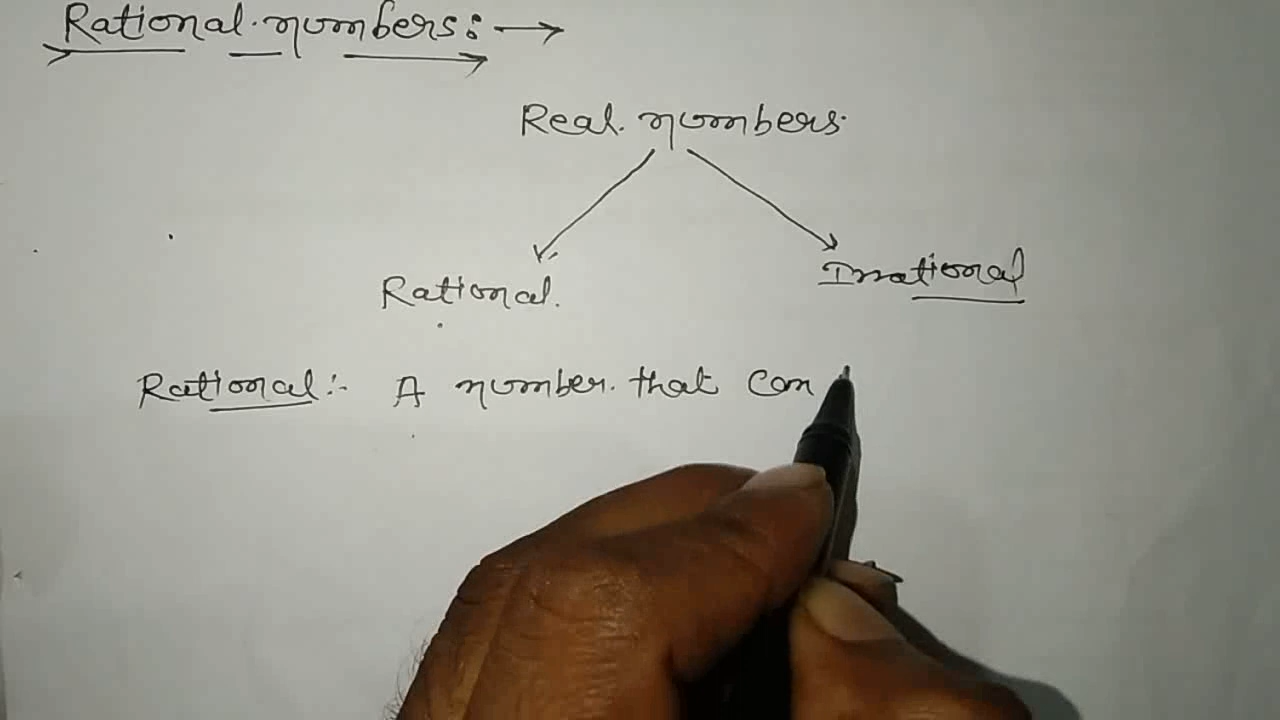 Rational numbers:→
Real numbers
Rational. Irrational
Rational:- A number that can